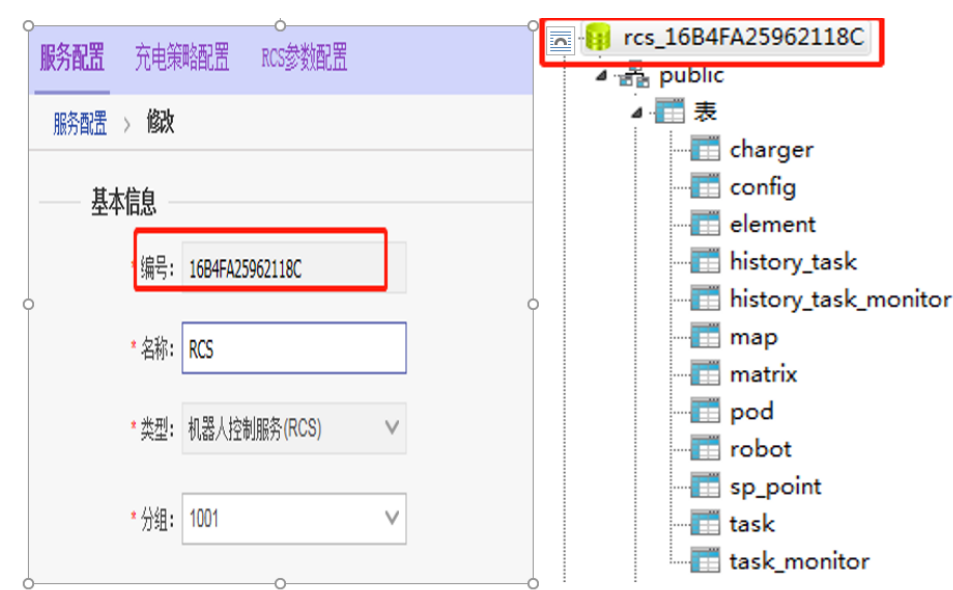 服务配置 充电策略配置 RCS参数配置
服务配置 > 修改
基本信息
* 编号: 16B4FA25962118C
* 名称: RCS
* 类型: 机器人控制服务(RCS)
* 分组: 1001
rcs_16B4FA25962118C
public
表
charger
config
element
history_task
history_task_monitor
map
matrix
pod
robot
sp_point
task
task_monitor